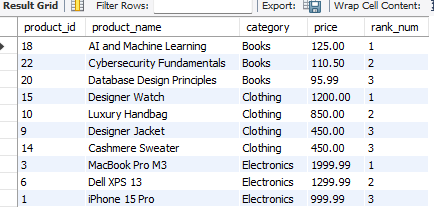 Result Grid Filter Rows: Export: Wrap Cell Content:
product_id product_name category price rank_num
18 AI and Machine Learning Books 125.00 1
22 Cybersecurity Fundamentals Books 110.50 2
20 Database Design Principles Books 95.99 3
15 Designer Watch Clothing 1200.00 1
10 Luxury Handbag Clothing 850.00 2
9 Designer Jacket Clothing 450.00 3
14 Cashmere Sweater Clothing 450.00 3
3 MacBook Pro M3 Electronics 1999.99 1
6 Dell XPS 13 Electronics 1299.99 2
1 iPhone 15 Pro Electronics 999.99 3